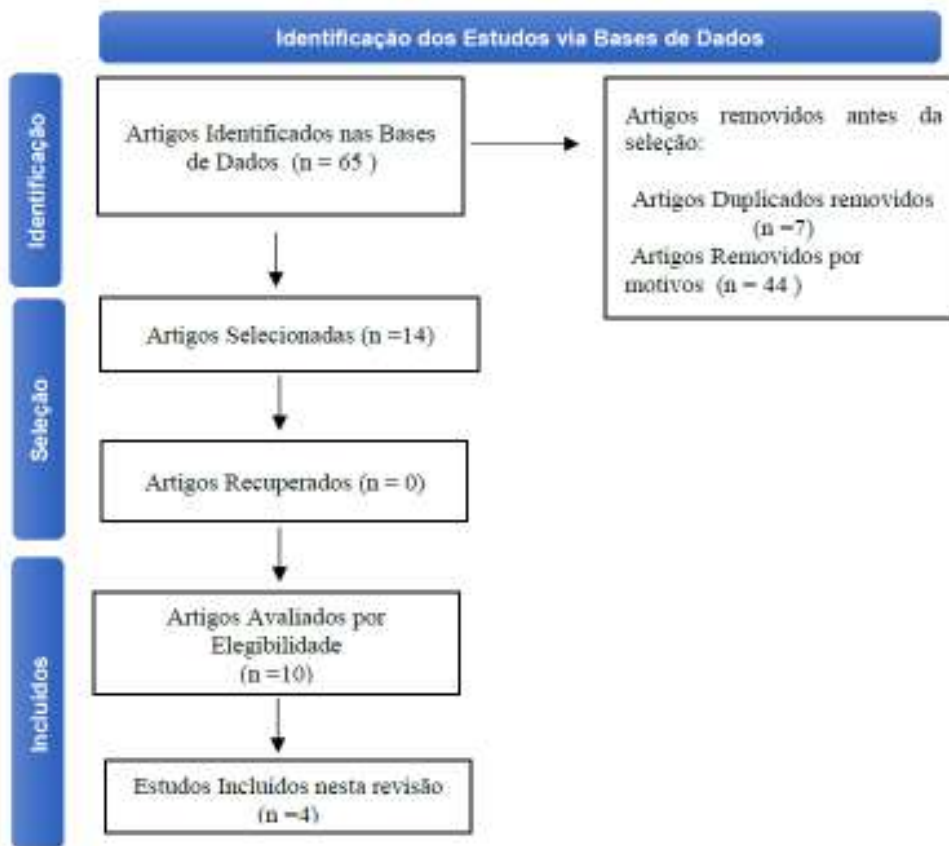 Identificação dos Estudos via Bases de Dados
Identificação
Artigos Identificados nas Bases
de Dados (n = 65 )
Artigos removidos antes da
seleção:
Artigos Duplicados removidos
(n =7)
Artigos Removidos por
motivos (n = 44 )
Seleção
Artigos Selecionadas (n =14)
Artigos Recuperados (n = 0)
Incluídos
Artigos Avaliados por
Elegibilidade
(n =10)
Estudos Incluídos nesta revisão
(n =4)